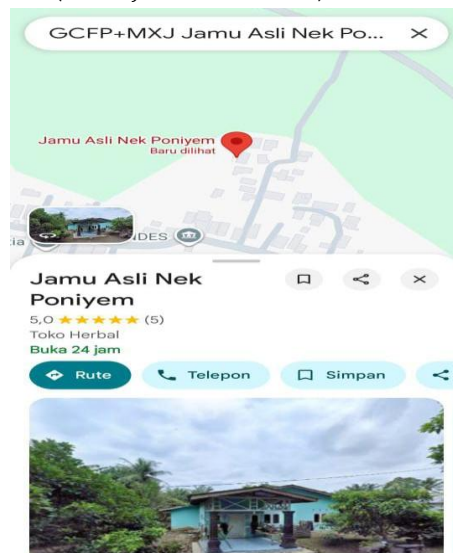 GCFP+MXJ Jamu Asli Nek Po...
Jamu Asli Nek Poniyem
Baru dilihat
DES
Jamu Asli Nek
Poniyem
5,0 ★★★★★ (5)
Toko Herbal
Buka 24 jam
Rute
Telepon
Simpan